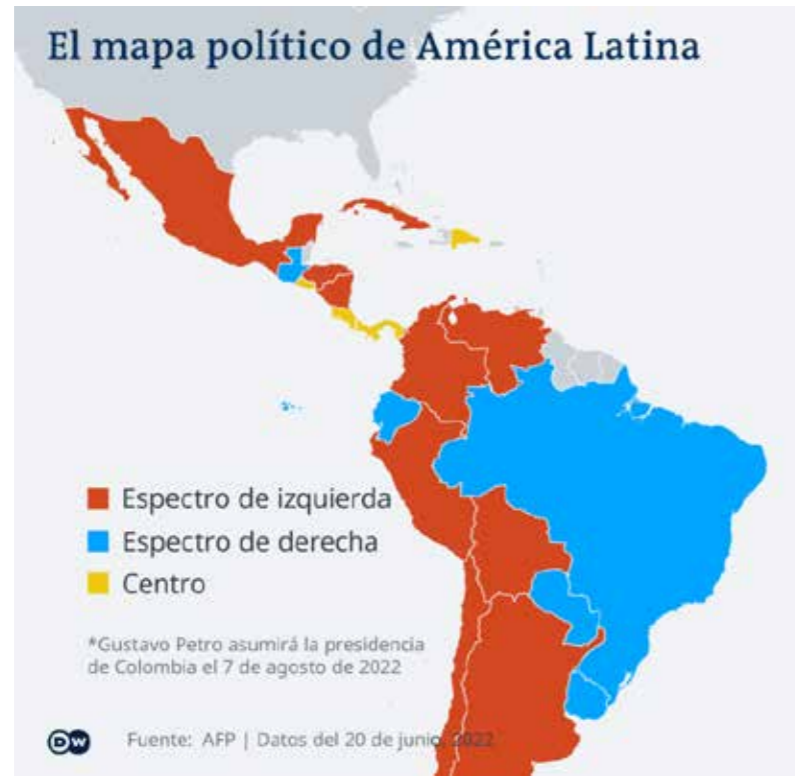 El mapa político de América Latina
Espectro de izquierda
Espectro de derecha
Centro
*Gustavo Petro asumirá la presidencia
de Colombia el 7 de agosto de 2022
DW
Fuente: AFP | Datos del 20 de junio, 2022